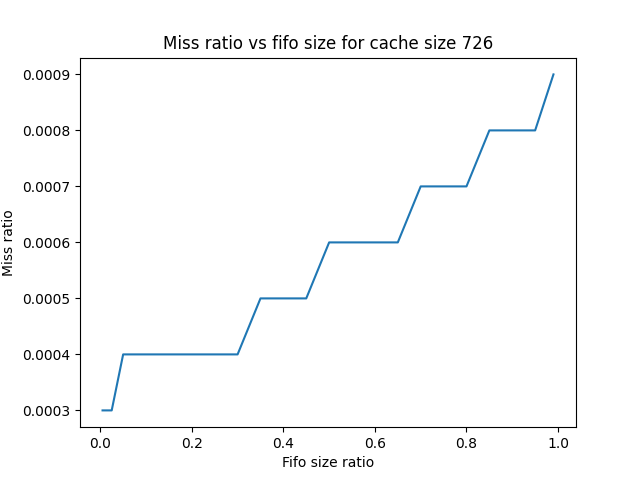 Miss ratio vs fifo size for cache size 726
Miss ratio
0.0009
0.0008
0.0007
0.0006
0.0005
0.0004
0.0003
0.0 0.2 0.4 0.6 0.8 1.0
Fifo size ratio